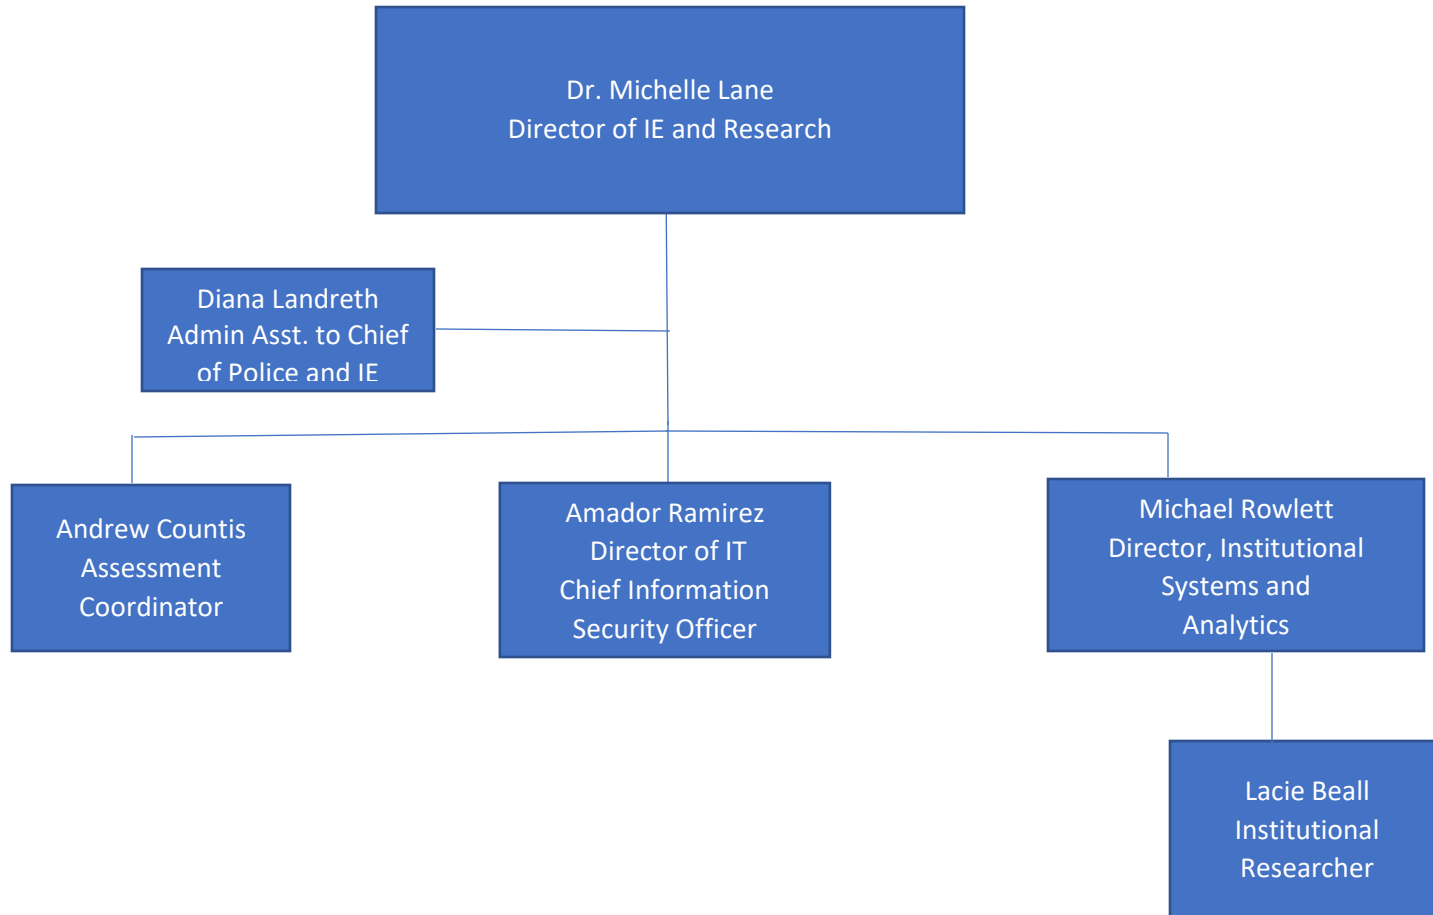 Dr. Michelle Lane
Director of IE and Research
Diana Landreth
Admin Asst. to Chief
of Police and IE
Andrew Countis
Assessment
Coordinator
Amador Ramirez
Director of IT
Chief Information
Security Officer
Michael Rowlett
Director, Institutional
Systems and
Analytics
Lacie Beall
Institutional
Researcher